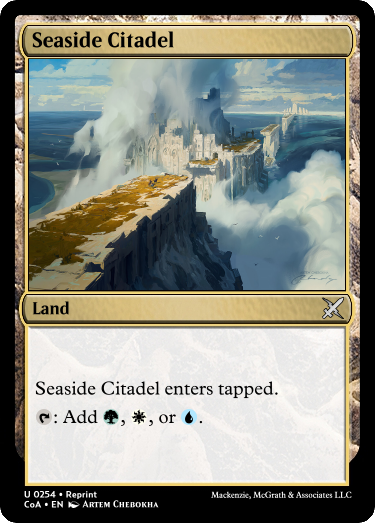 Seaside Citadel
Land
Seaside Citadel enters tapped.
: Add , , or .
U 0254 • Reprint
CoA • EN ARTEM CHEBOKHA
Mackenzie, McGrath & Associates LLC